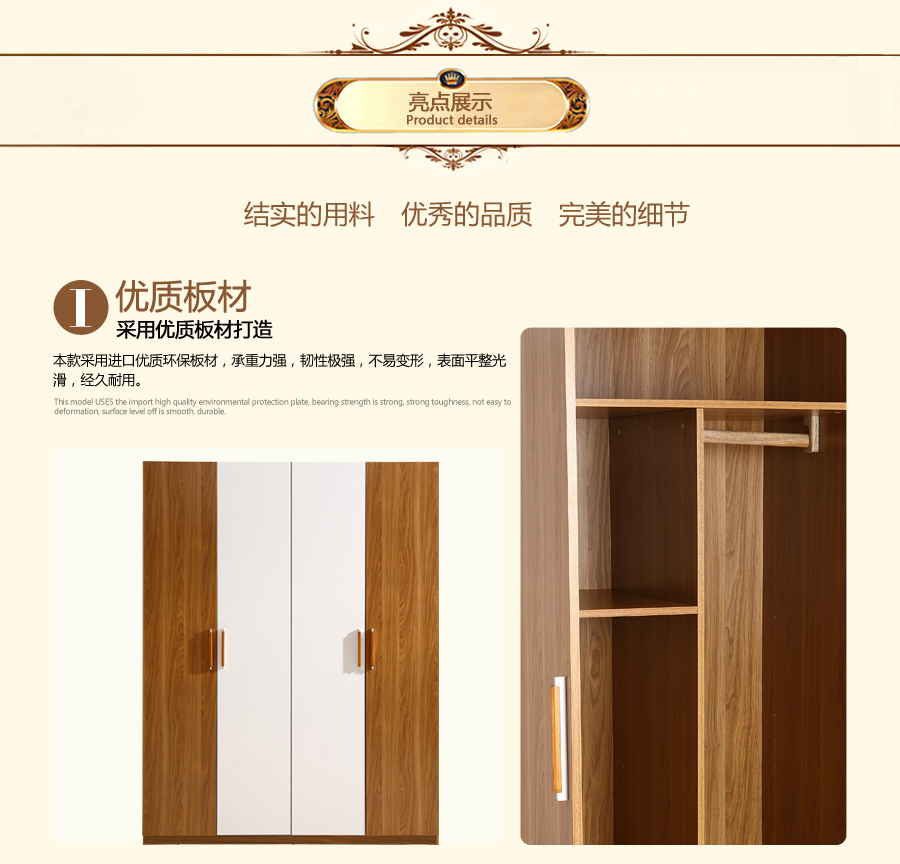 亮点展示
Product details
结实的用料 优秀的品质 完美的细节
I 优质板材
采用优质板材打造
本款采用进口优质环保板材，承重力强，韧性极强，不易变形，表面平整光
滑，经久耐用。
This model USES the import high quality environmental protection plate, bearing strength is strong, strong toughness, not easy to
deformation, surface level off is smooth, durable.